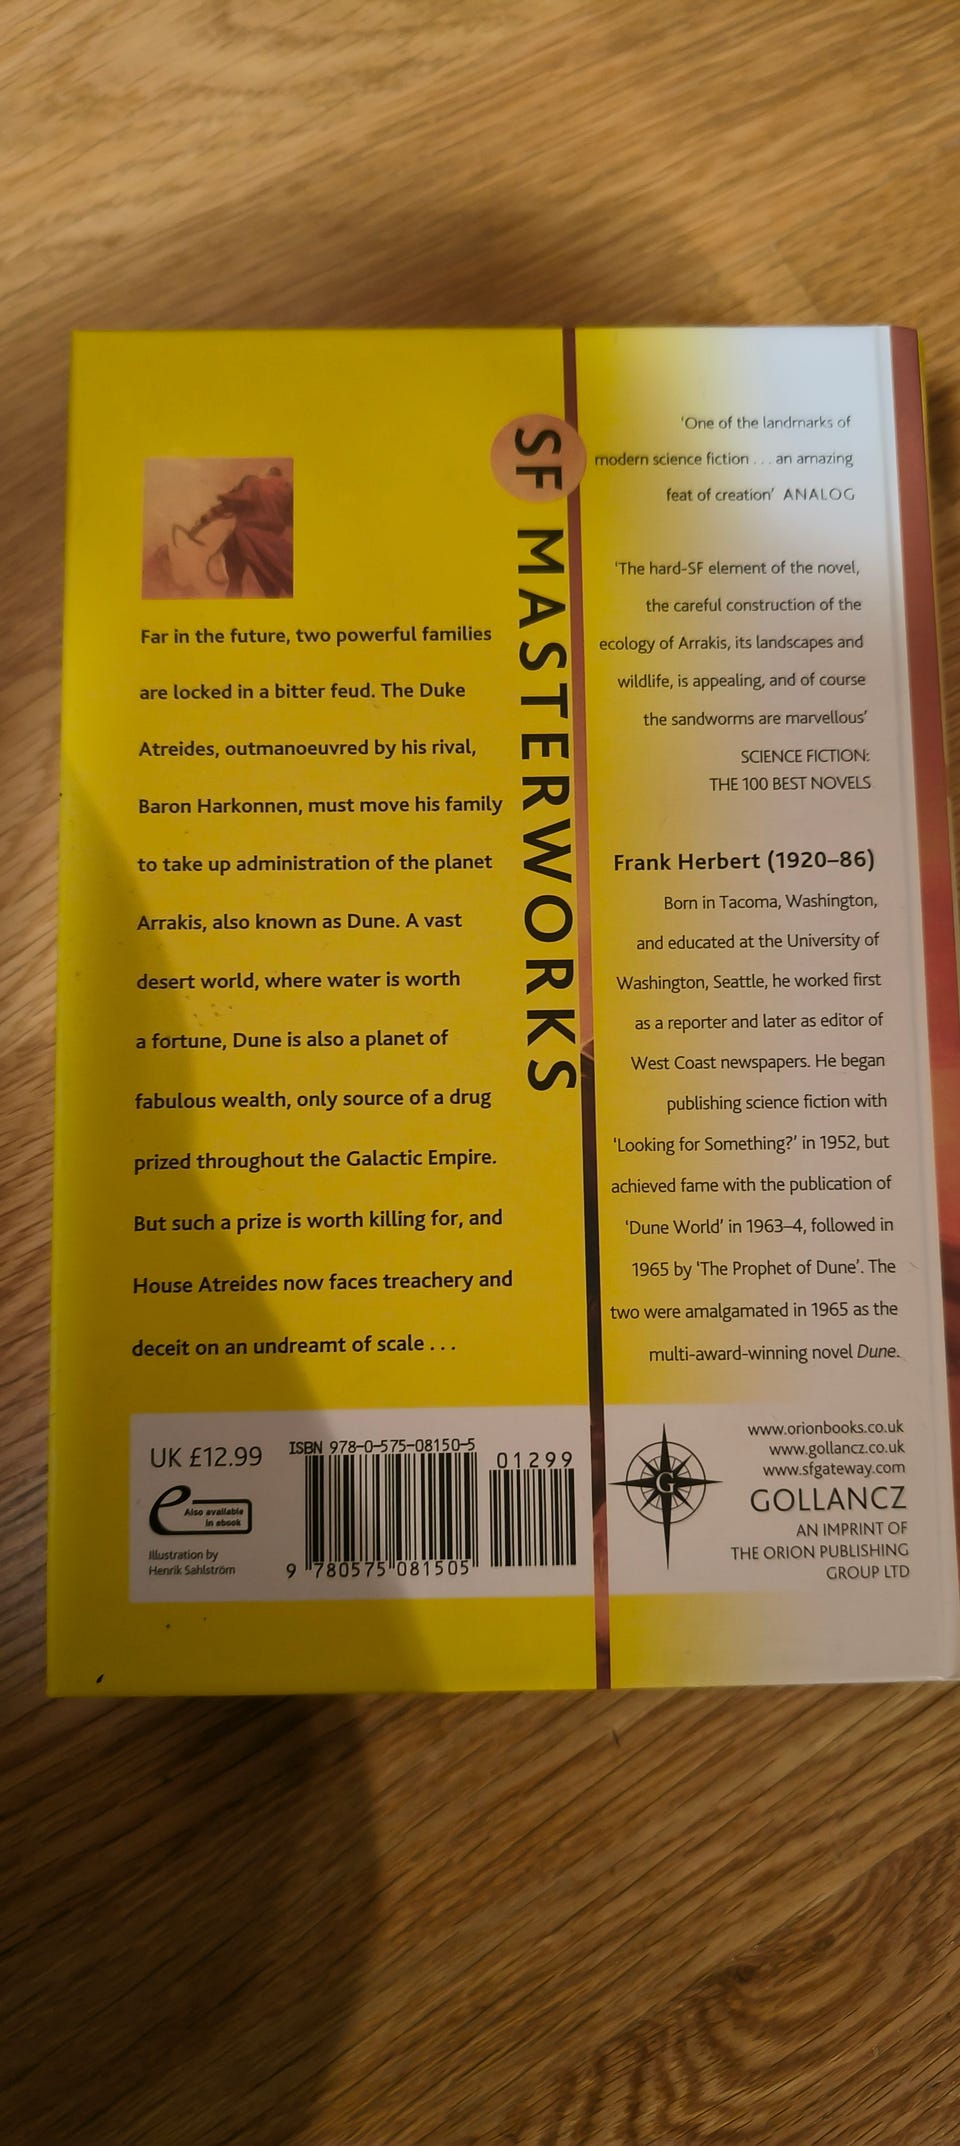 SF MASTERWORKS
Far in the future, two powerful families
are locked in a bitter feud. The Duke
Atreides, outmanoeuvred by his rival,
Baron Harkonnen, must move his family
to take up administration of the planet
Arrakis, also known as Dune. A vast
desert world, where water is worth
a fortune, Dune is also a planet of
fabulous wealth, only source of a drug
prized throughout the Galactic Empire.
But such a prize is worth killing for, and
House Atreides now faces treachery and
deceit on an undreamt of scale . . .
UK £12.99
Also available
in ebook
Illustration by
Henrik Sahlström
ISBN 978-0-575-08150-5
01299
9 780575 081505
'One of the landmarks of
modern science fiction . . . an amazing
feat of creation' ANALOG
'The hard-SF element of the novel,
the careful construction of the
ecology of Arrakis, its landscapes and
wildlife, is appealing, and of course
the sandworms are marvellous'
SCIENCE FICTION:
THE 100 BEST NOVELS
Frank Herbert (1920–86)
Born in Tacoma, Washington,
and educated at the University of
Washington, Seattle, he worked first
as a reporter and later as editor of
West Coast newspapers. He began
publishing science fiction with
'Looking for Something?' in 1952, but
achieved fame with the publication of
'Dune World' in 1963–4, followed in
1965 by 'The Prophet of Dune'. The
two were amalgamated in 1965 as the
multi-award-winning novel Dune.
G
www.orionbooks.co.uk
www.gollancz.co.uk
www.sfgateway.com
GOLLANCZ
AN IMPRINT OF
THE ORION PUBLISHING
GROUP LTD